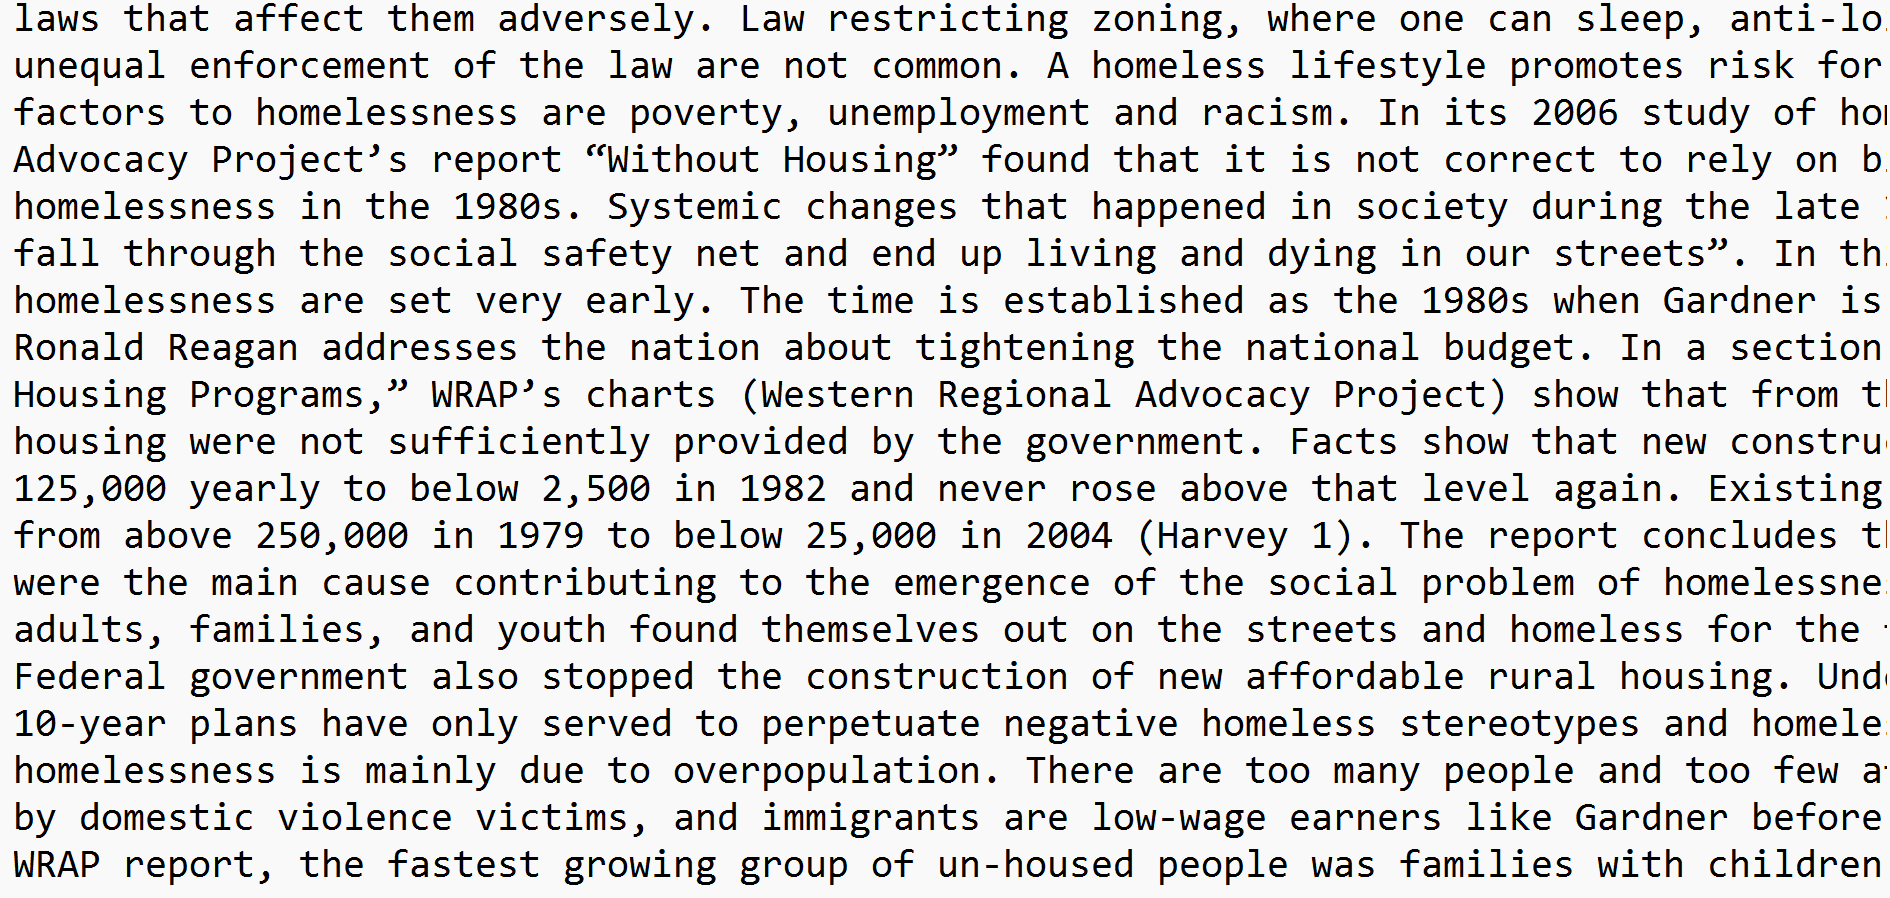 laws that affect them adversely. Law restricting zoning, where one can sleep,
unequal enforcement of the law are not common. A homeless lifestyle promotes risk for
factors to homelessness are poverty, unemployment and racism. In its 2006 study of
Advocacy Project’s report “Without Housing” found that it is not correct to rely on
homelessness in the 1980s. Systemic changes that happened in society during the late
fall through the social safety net and end up living and dying in our streets”. In
homelessness are set very early. The time is established as the 1980s when Gardner is
Ronald Reagan addresses the nation about tightening the national budget. In a section
Housing Programs,” WRAP’s charts (Western Regional Advocacy Project) show that from
housing were not sufficiently provided by the government. Facts show that new
125,000 yearly to below 2,500 in 1982 and never rose above that level again. Existing
from above 250,000 in 1979 to below 25,000 in 2004 (Harvey 1). The report concludes
were the main cause contributing to the emergence of the social problem of
adults, families, and youth found themselves out on the streets and homeless for the
Federal government also stopped the construction of new affordable rural housing.
10-year plans have only served to perpetuate negative homeless stereotypes and
homelessness is mainly due to overpopulation. There are too many people and too few
by domestic violence victims, and immigrants are low-wage earners like Gardner before
WRAP report, the fastest growing group of un-housed people was families with children